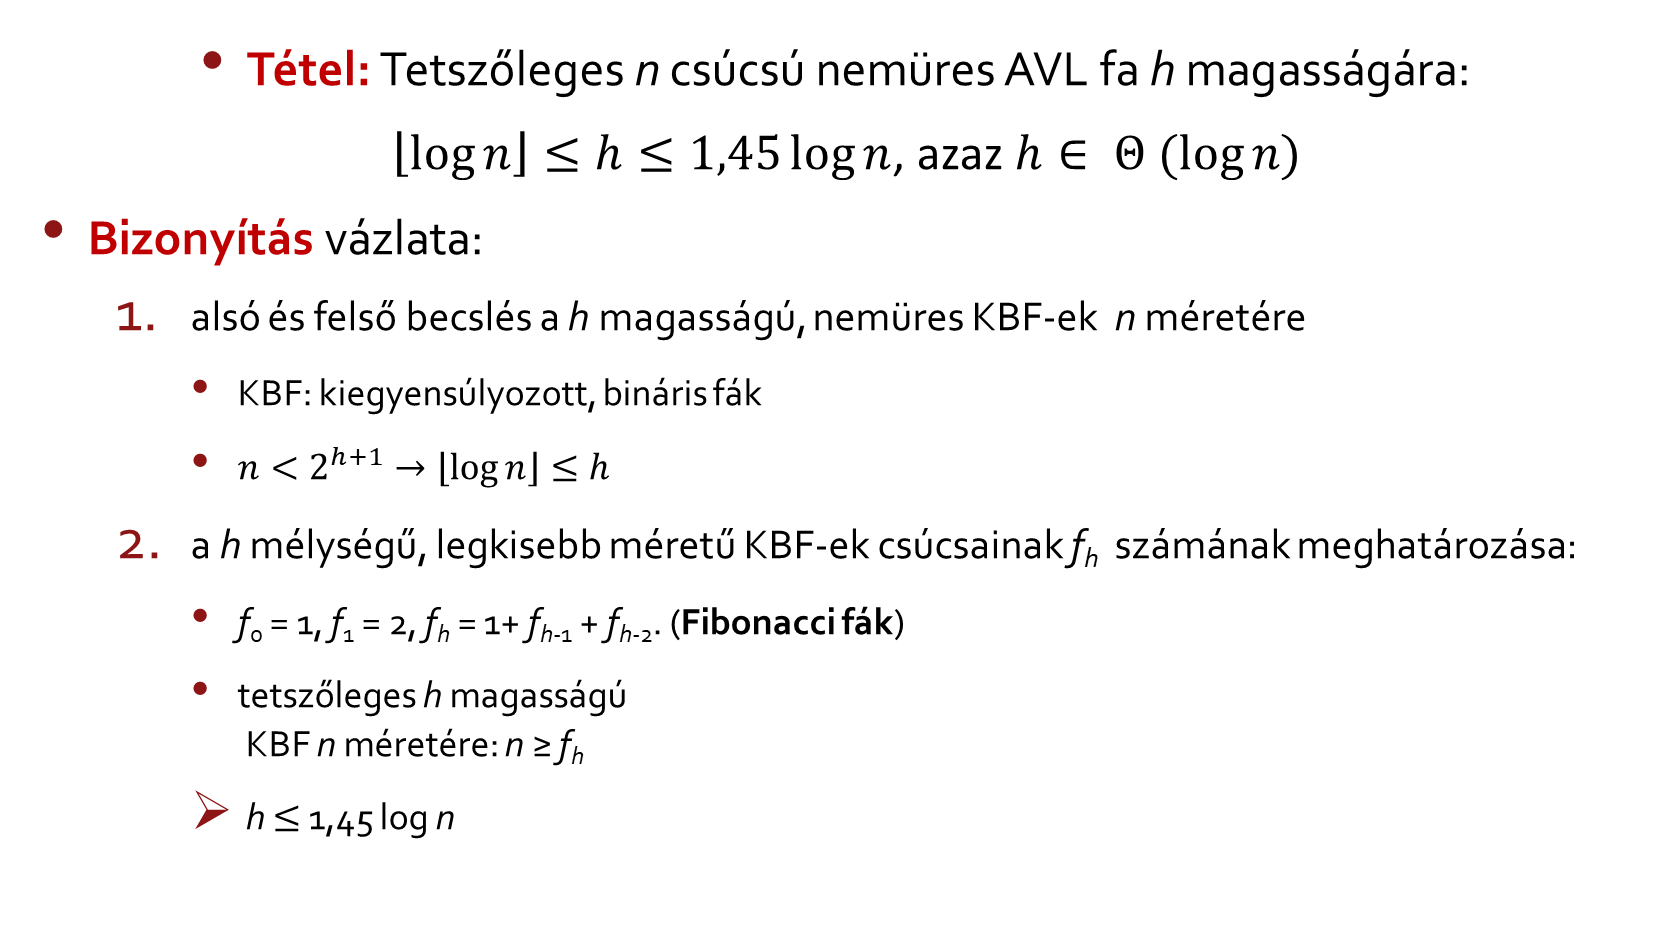 • Tétel: Tetszőleges n csúcsú nemüres AVL fa h magasságára:
⌊log n⌋ ≤ h ≤ 1,45 log n, azaz h ∈ Θ (log n)
• Bizonyítás vázlata:
1. alsó és felső becslés a h magasságú, nemüres KBF-ek n méretére
• KBF: kiegyensúlyozott, bináris fák
• n < 2^{h+1} → ⌊log n⌋ ≤ h
2. a h mélységű, legkisebb méretű KBF-ek csúcsainak f_h számának meghatározása:
• f_0 = 1, f_1 = 2, f_h = 1+ f_{h-1} + f_{h-2}. (Fibonacci fák)
• tetszőleges h magasságú
KBF n méretére: n ≥ f_h
➢ h ≤ 1,45 log n